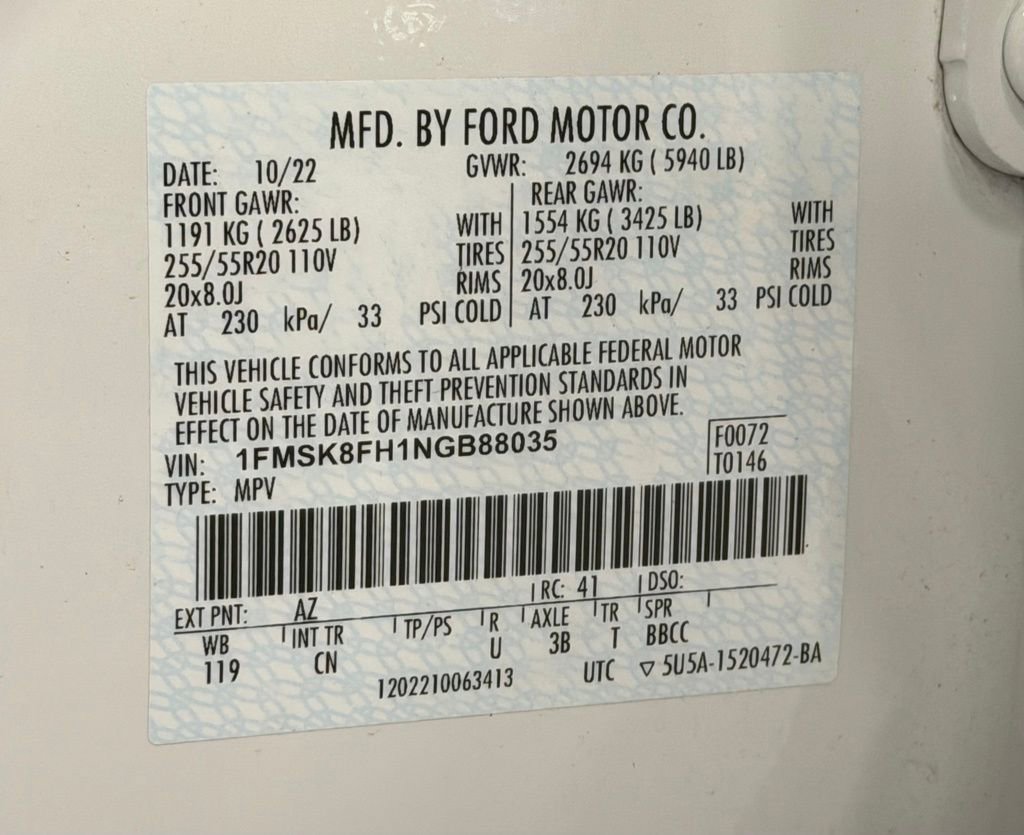 MFD. BY FORD MOTOR CO.
DATE: 10/22 GVWR: 2694 KG ( 5940 LB)
FRONT GAWR: REAR GAWR:
1191 KG ( 2625 LB) WITH 1554 KG ( 3425 LB) WITH
255/55R20 110V TIRES 255/55R20 110V TIRES
20x8.0J RIMS 20x8.0J RIMS
AT 230 kPa/ 33 PSI COLD AT 230 kPa/ 33 PSI COLD
THIS VEHICLE CONFORMS TO ALL APPLICABLE FEDERAL MOTOR
VEHICLE SAFETY AND THEFT PREVENTION STANDARDS IN
EFFECT ON THE DATE OF MANUFACTURE SHOWN ABOVE.
VIN: 1FMSK8FH1NGB88035 F0072
TYPE: MPV T0146
EXT PNT: AZ RC: 41 DSO:
WB INT TR TP/PS R AXLE TR SPR
119 CN U 3B T BBCC
1202210063413 UTC ▽ 5U5A-1520472-BA